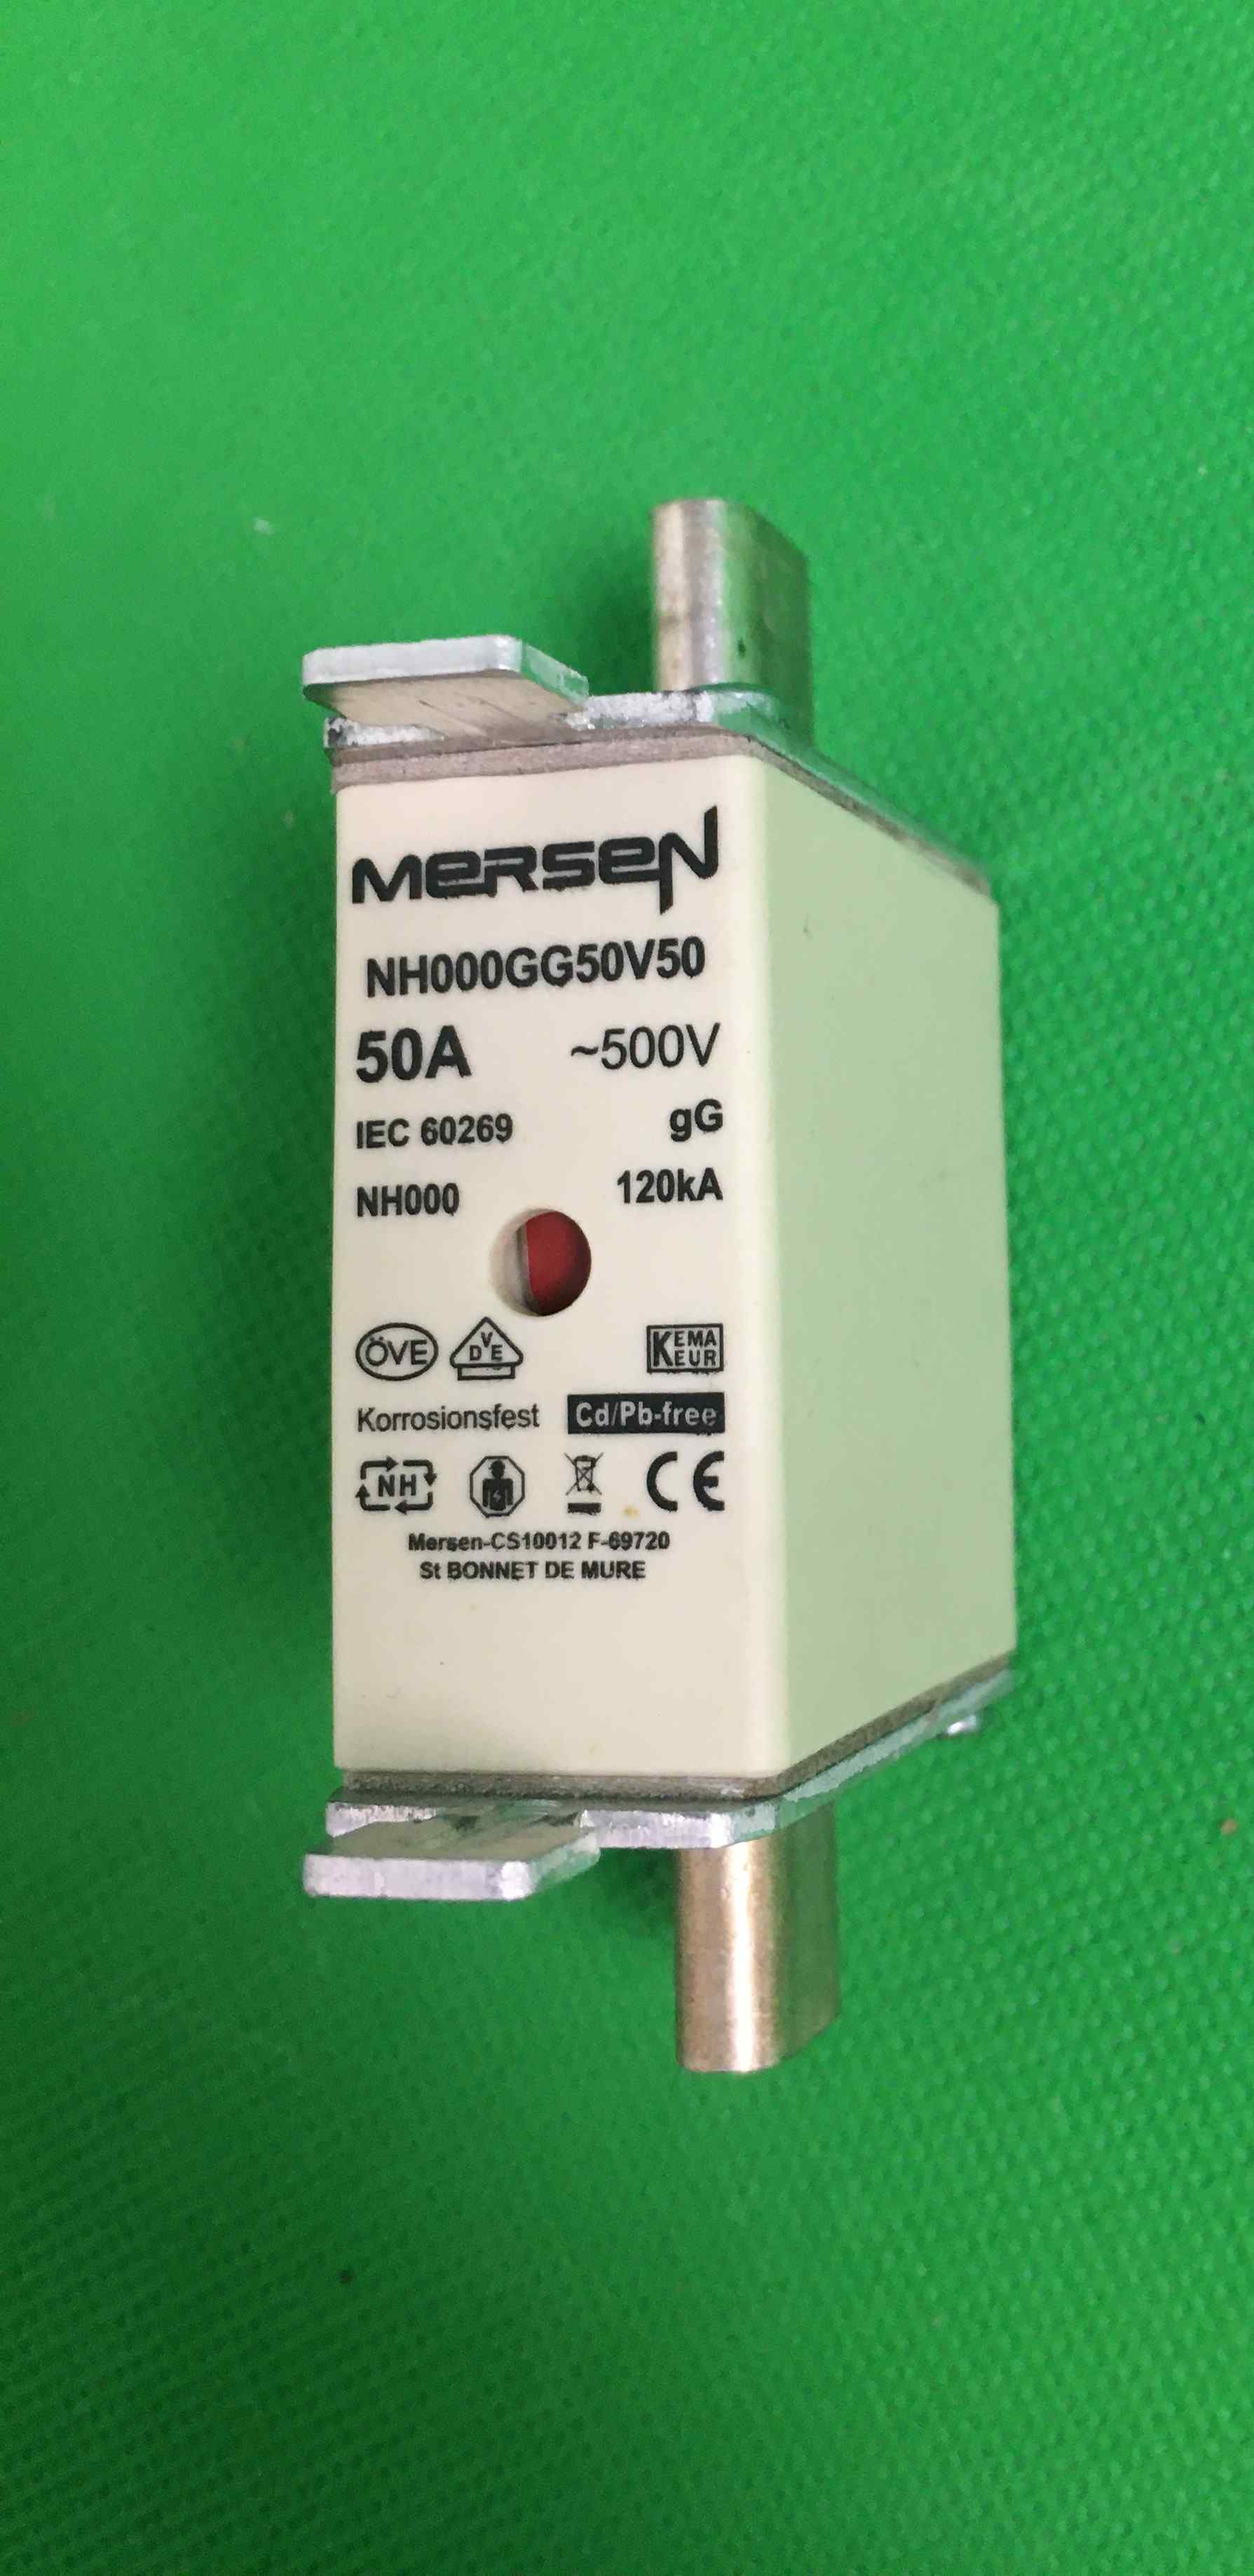 MERSEN
NH000GG50V50
50A ~500V
IEC 60269 gG
NH000 120kA
ÖVE VDE KEMA KEUR
Korrosionsfest Cd/Pb-free
NH CE
Mersen-CS10012 F-69720
St BONNET DE MURE